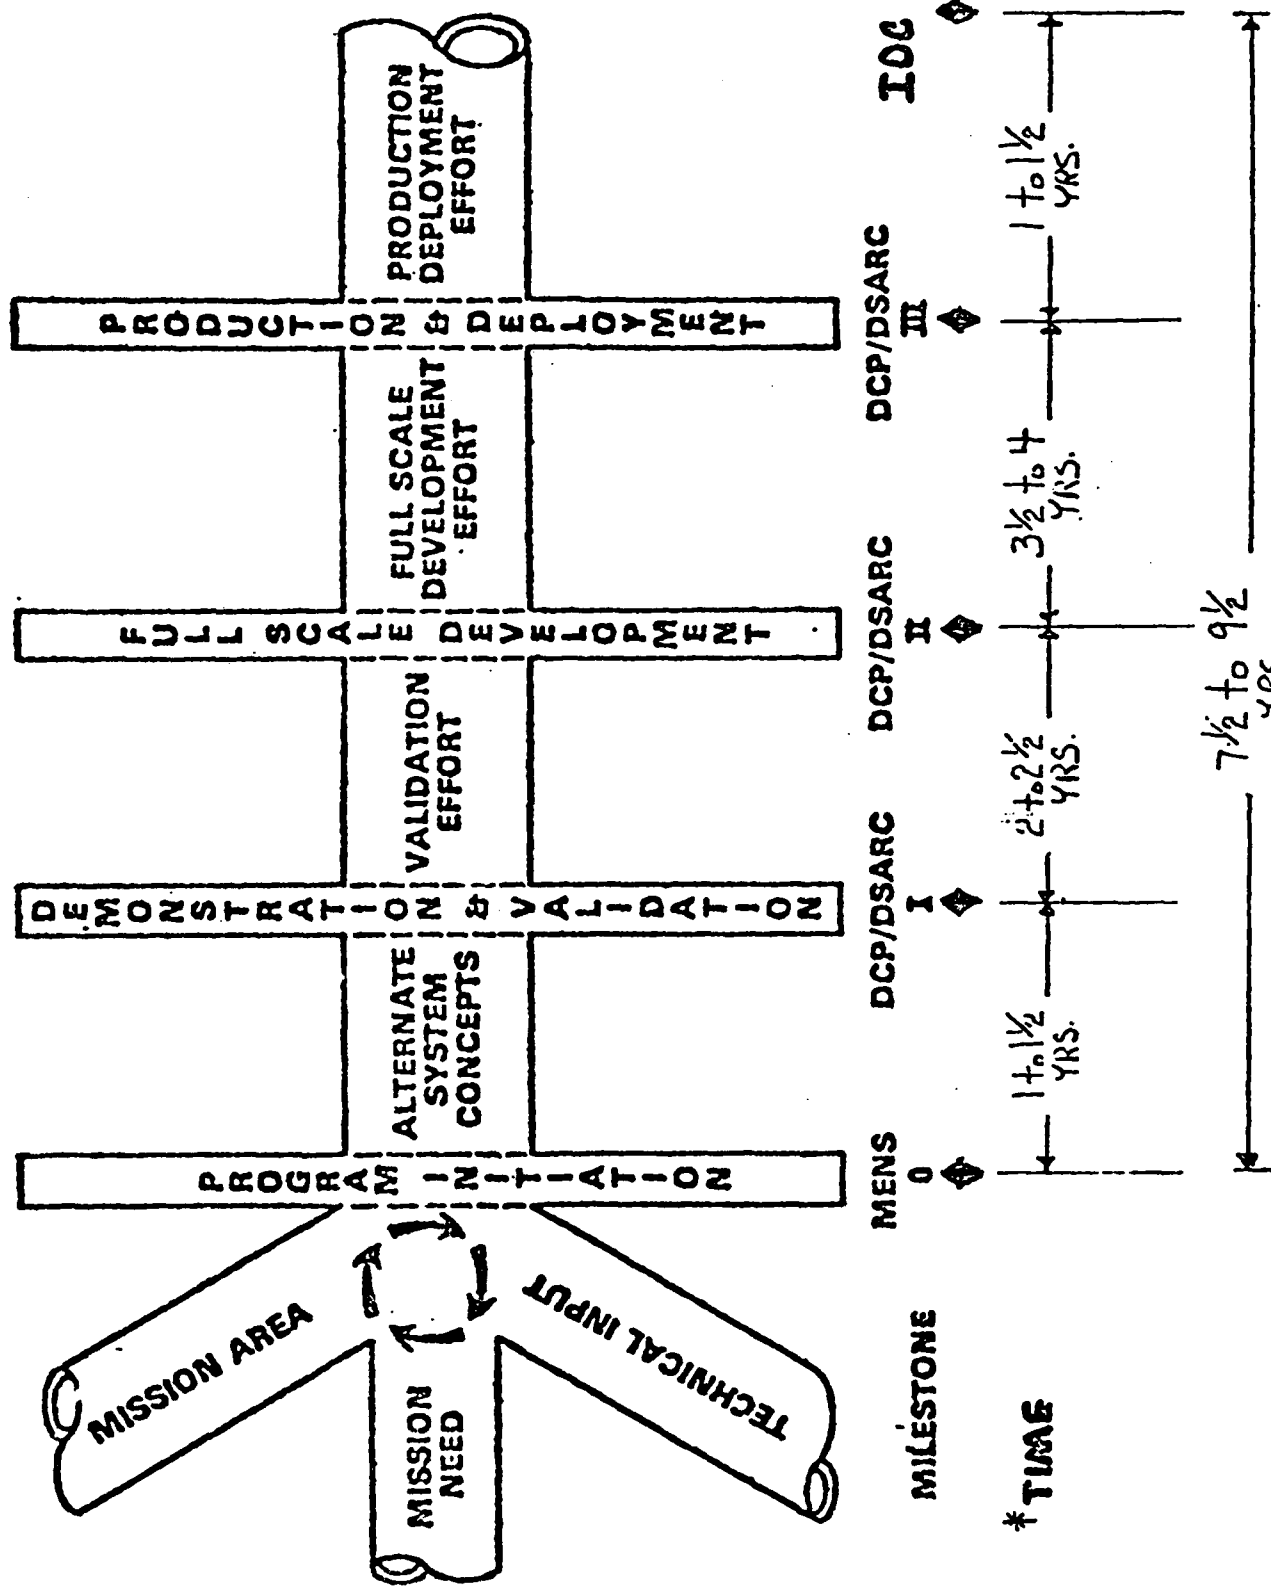 MISSION AREA
MISSION
NEED
TECHNICAL INPUT
PROGRAM INITIATION
ALTERNATE
SYSTEM
CONCEPTS
DEMONSTRATION & VALIDATION
VALIDATION
EFFORT
FULL SCALE DEVELOPMENT
FULL SCALE
DEVELOPMENT
EFFORT
PRODUCTION & DEPLOYMENT
PRODUCTION
DEPLOYMENT
EFFORT
MILESTONE
MENS
0
DCP/DSARC
I
DCP/DSARC
II
DCP/DSARC
III
IOC
*TIME
1 to 1½
YRS.
2 to 2½
YRS.
3½ to 4
YRS.
1 to 1½
YRS.
7½ to 9½
YRS